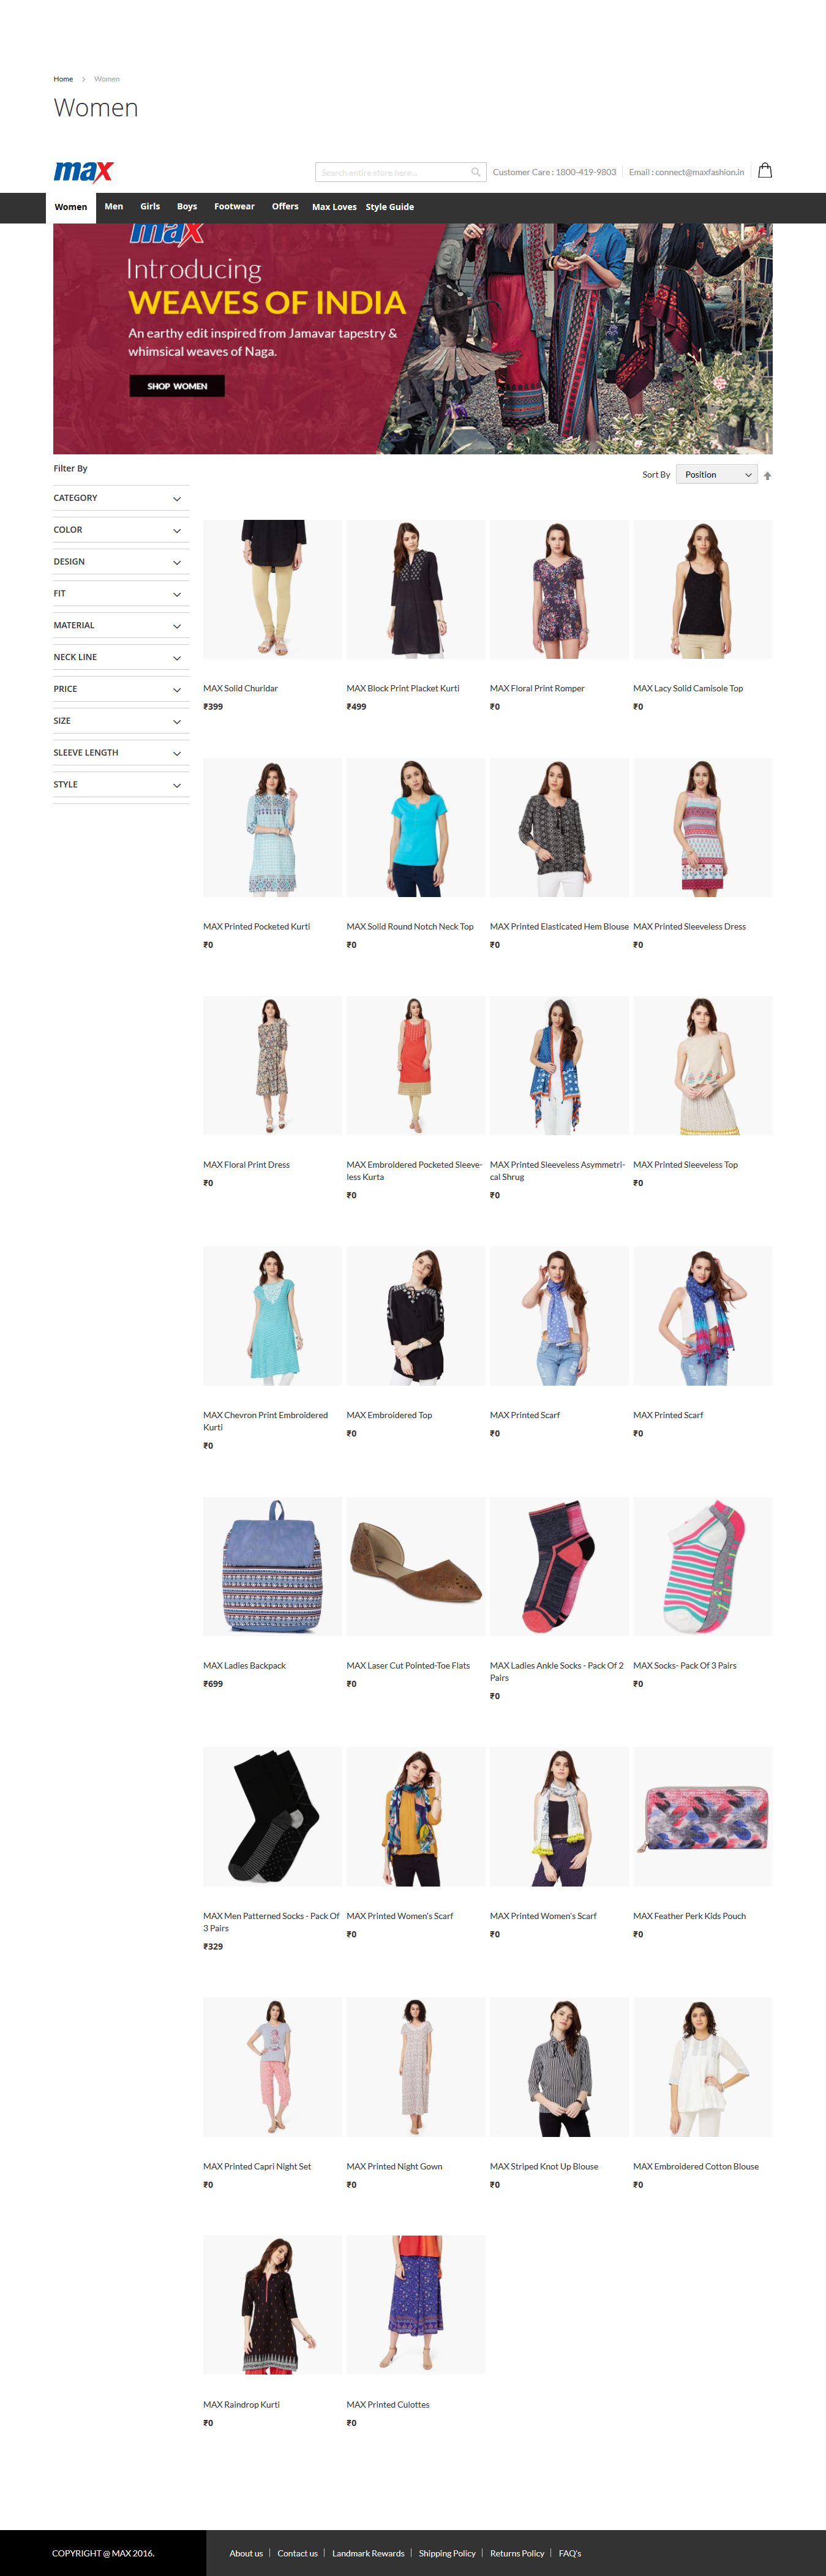 Home > Women
Women
max
Search entire store here...
Customer Care : 1800-419-9803
Email : connect@maxfashion.in
Women Men Girls Boys Footwear Offers Max Loves Style Guide
max
Introducing
WEAVES OF INDIA
An earthy edit inspired from Jamavar tapestry &
whimsical weaves of Naga.
SHOP WOMEN
Filter By
Sort By Position
CATEGORY
COLOR
DESIGN
FIT
MATERIAL
NECK LINE
PRICE
SIZE
SLEEVE LENGTH
STYLE
MAX Solid Churidar
₹399
MAX Block Print Placket Kurti
₹499
MAX Floral Print Romper
₹0
MAX Lacy Solid Camisole Top
₹0
MAX Printed Pocketed Kurti
₹0
MAX Solid Round Notch Neck Top
₹0
MAX Printed Elasticated Hem Blouse
₹0
MAX Printed Sleeveless Dress
₹0
MAX Floral Print Dress
₹0
MAX Embroidered Pocketed Sleeve-
less Kurta
₹0
MAX Printed Sleeveless Asymmetri-
cal Shrug
₹0
MAX Printed Sleeveless Top
₹0
MAX Chevron Print Embroidered
Kurti
₹0
MAX Embroidered Top
₹0
MAX Printed Scarf
₹0
MAX Printed Scarf
₹0
MAX Ladies Backpack
₹699
MAX Laser Cut Pointed-Toe Flats
₹0
MAX Ladies Ankle Socks - Pack Of 2
Pairs
₹0
MAX Socks- Pack Of 3 Pairs
₹0
MAX Men Patterned Socks - Pack Of
3 Pairs
₹329
MAX Printed Women's Scarf
₹0
MAX Printed Women's Scarf
₹0
MAX Feather Perk Kids Pouch
₹0
MAX Printed Capri Night Set
₹0
MAX Printed Night Gown
₹0
MAX Striped Knot Up Blouse
₹0
MAX Embroidered Cotton Blouse
₹0
MAX Raindrop Kurti
₹0
MAX Printed Culottes
₹0
COPYRIGHT @ MAX 2016.
About us | Contact us | Landmark Rewards | Shipping Policy | Returns Policy | FAQ's